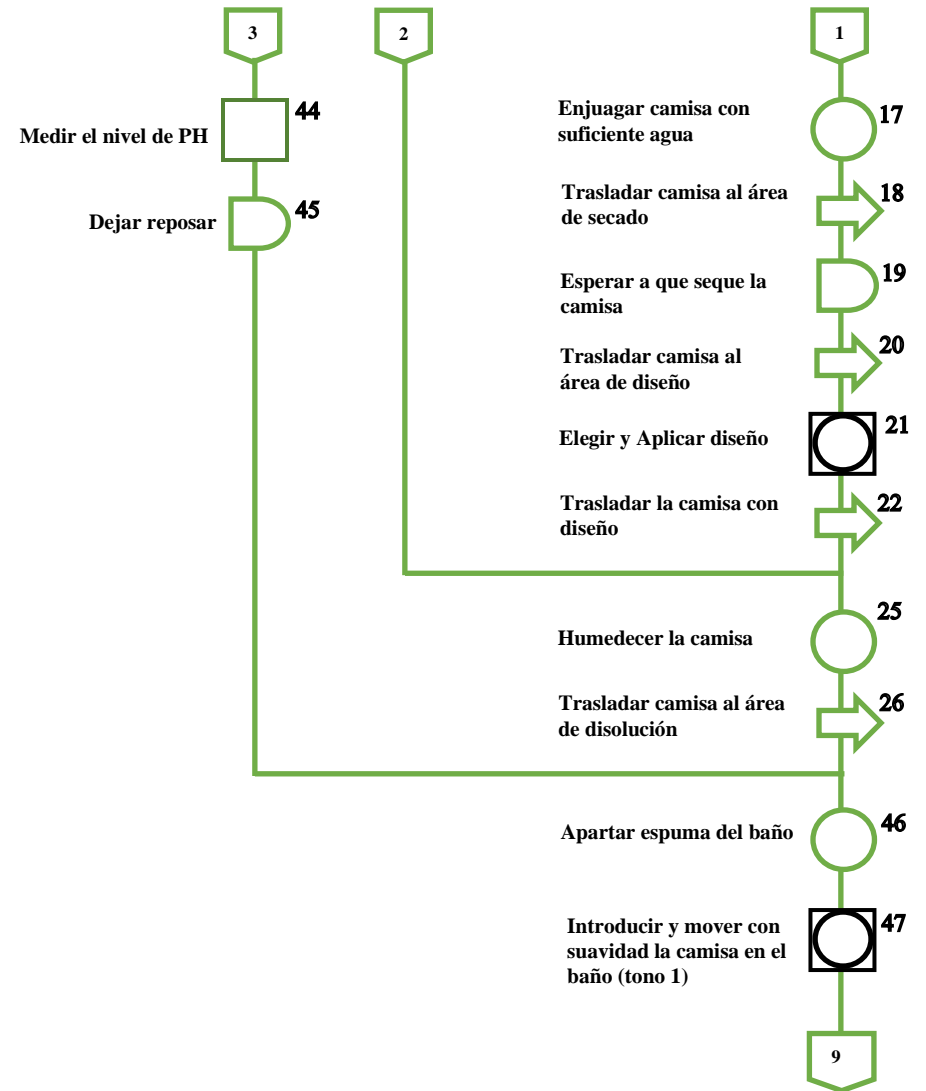 3
2
1
44
Medir el nivel de PH
45
Dejar reposar
Enjuagar camisa con
suficiente agua
17
Trasladar camisa al área
de secado
18
Esperar a que seque la
camisa
19
Trasladar camisa al
área de diseño
20
Elegir y Aplicar diseño
21
Trasladar la camisa con
diseño
22
Humedecer la camisa
25
Trasladar camisa al área
de disolución
26
Apartar espuma del baño
46
Introducir y mover con
suavidad la camisa en el
baño (tono 1)
47
9